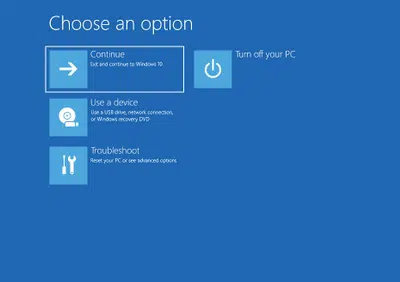 Choose an option
Continue
Exit and continue to Windows 10
Turn off your PC
Use a device
Use a USB drive, network connection,
or Windows recovery DVD
Troubleshoot
Reset your PC or see advanced options